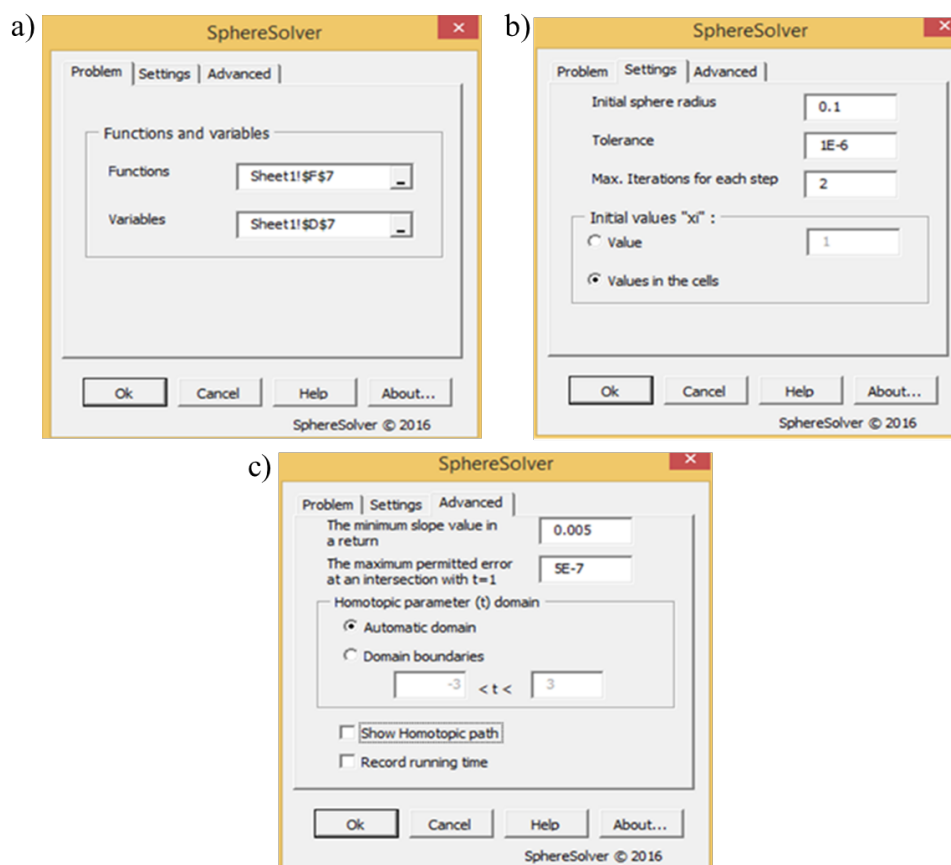 a)
SphereSolver
Problem Settings Advanced
Functions and variables
Functions Sheet1!$F$7 _
Variables Sheet1!$D$7 _
Ok Cancel Help About...
SphereSolver © 2016
b)
SphereSolver
Problem Settings Advanced
Initial sphere radius 0.1
Tolerance 1E-6
Max. Iterations for each step 2
Initial values "xi" :
Value 1
Values in the cells
Ok Cancel Help About...
SphereSolver © 2016
c)
SphereSolver
Problem Settings Advanced
The minimum slope value in
a return 0.005
The maximum permitted error
at an intersection with t=1 5E-7
Homotopic parameter (t) domain
Automatic domain
Domain boundaries
-3 < t < 3
Show Homotopic path
Record running time
Ok Cancel Help About...
SphereSolver © 2016